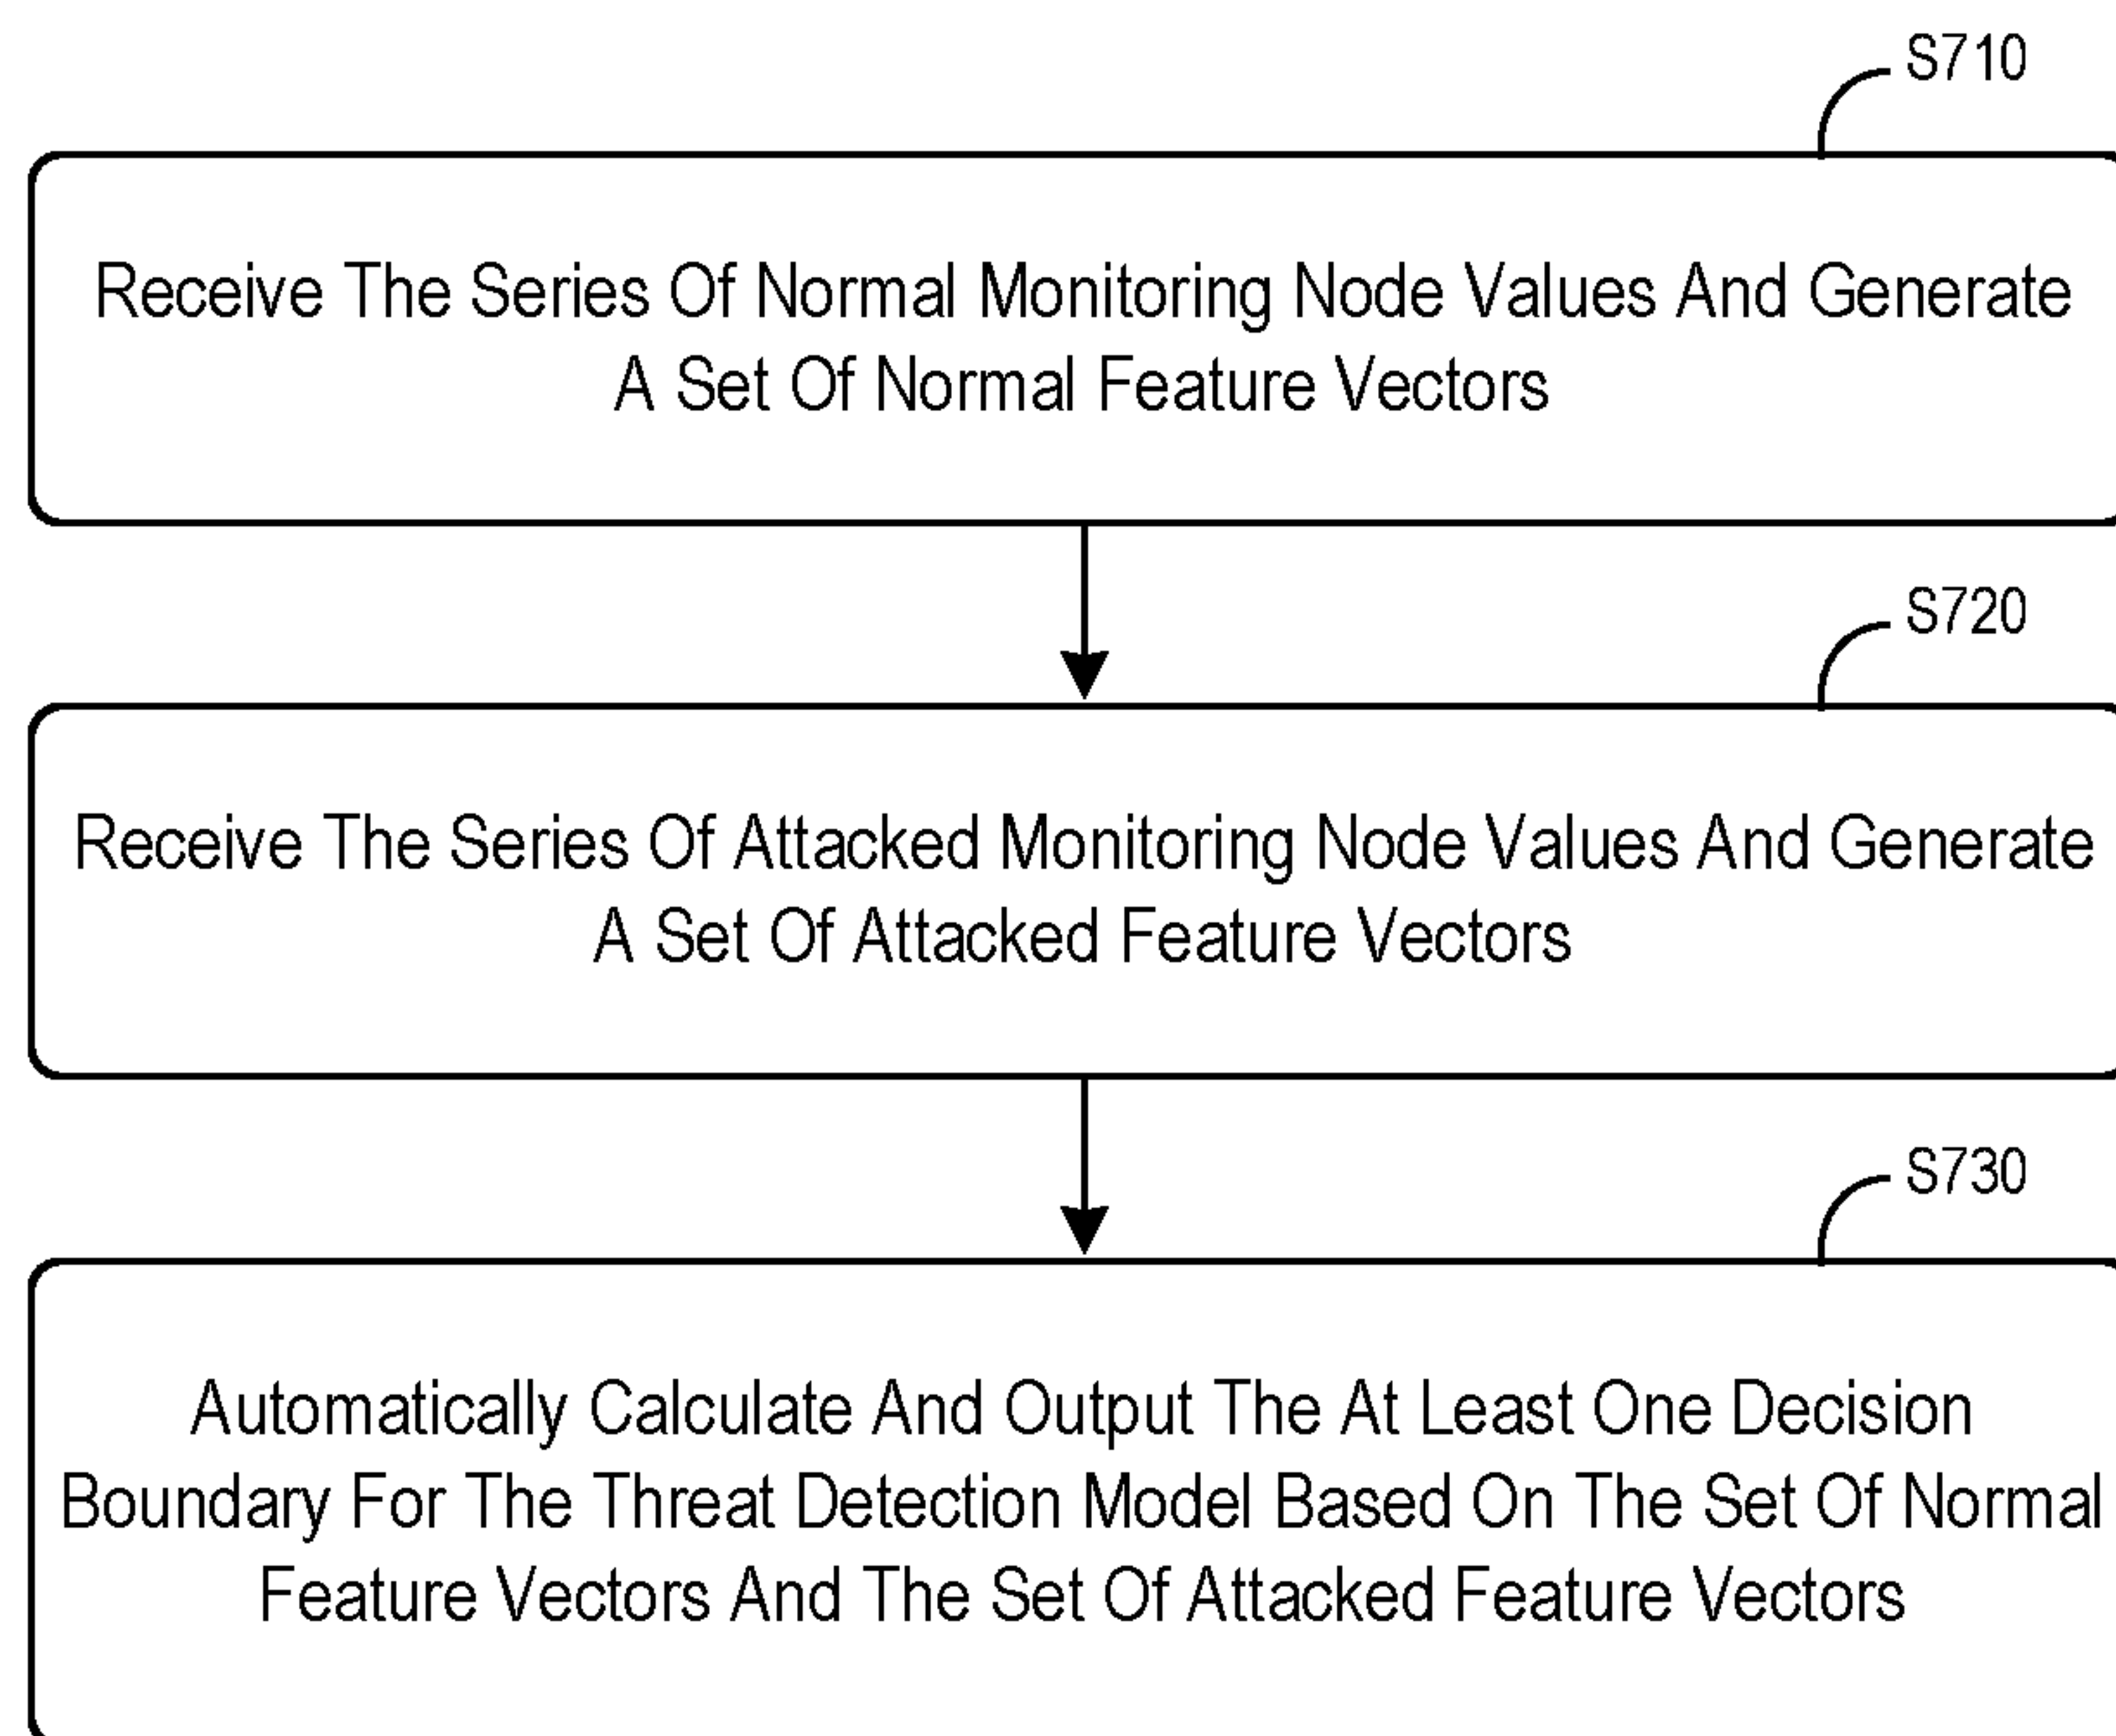 S710
Receive The Series Of Normal Monitoring Node Values And Generate
A Set Of Normal Feature Vectors
S720
Receive The Series Of Attacked Monitoring Node Values And Generate
A Set Of Attacked Feature Vectors
S730
Automatically Calculate And Output The At Least One Decision
Boundary For The Threat Detection Model Based On The Set Of Normal
Feature Vectors And The Set Of Attacked Feature Vectors